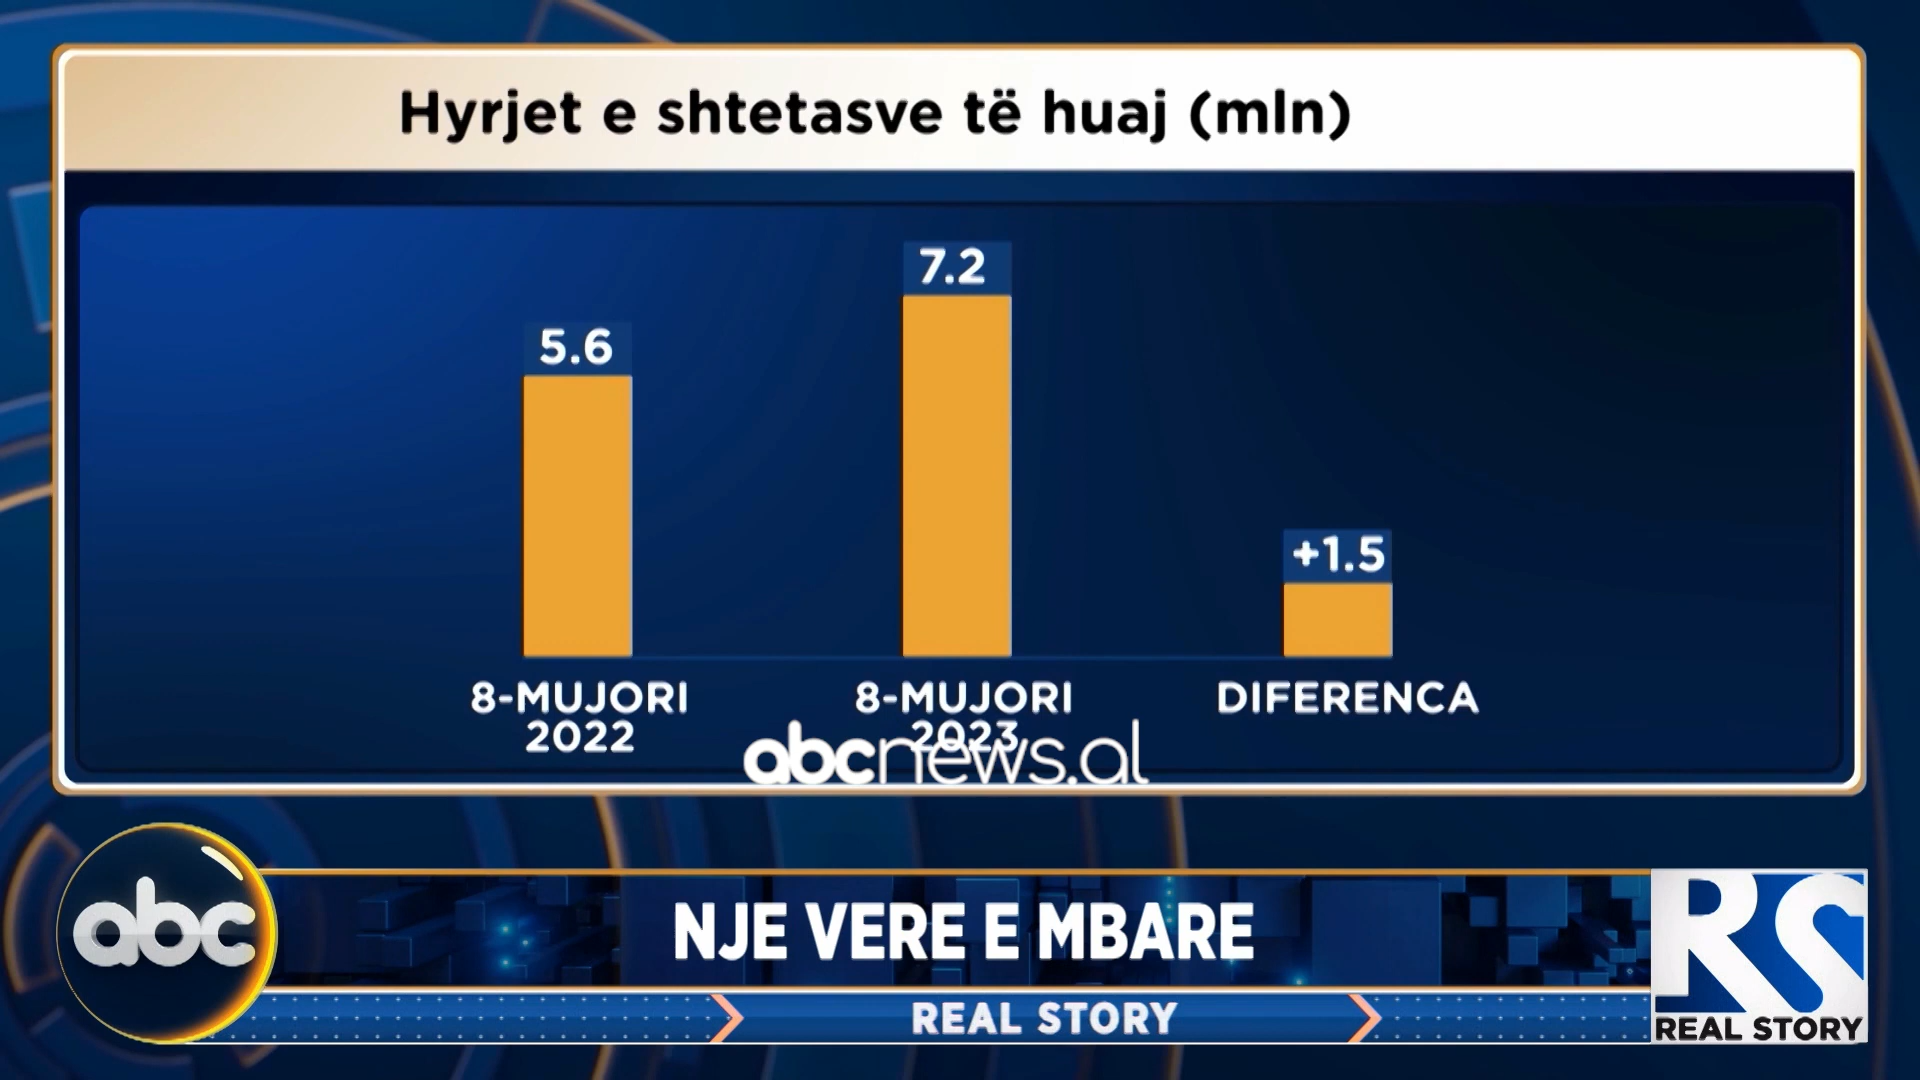 Hyrjet e shtetasve të huaj (mln)
5.6
7.2
+1.5
8-MUJORI
2022
8-MUJORI
2023
DIFERENCA
abcnews.al
abc
NJE VERE E MBARE
REAL STORY
RS
REAL STORY